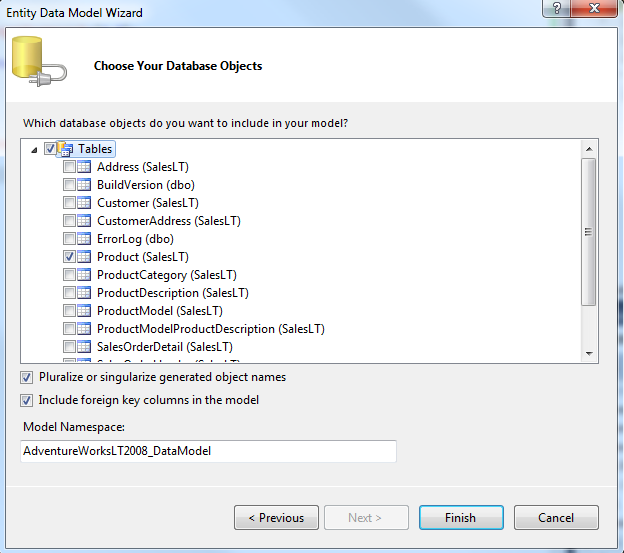 Entity Data Model Wizard
Choose Your Database Objects
Which database objects do you want to include in your model?
Tables
Address (SalesLT)
BuildVersion (dbo)
Customer (SalesLT)
CustomerAddress (SalesLT)
ErrorLog (dbo)
Product (SalesLT)
ProductCategory (SalesLT)
ProductDescription (SalesLT)
ProductModel (SalesLT)
ProductModelProductDescription (SalesLT)
SalesOrderDetail (SalesLT)
Pluralize or singularize generated object names
Include foreign key columns in the model
Model Namespace:
AdventureWorksLT2008_DataModel
< Previous
Next >
Finish
Cancel